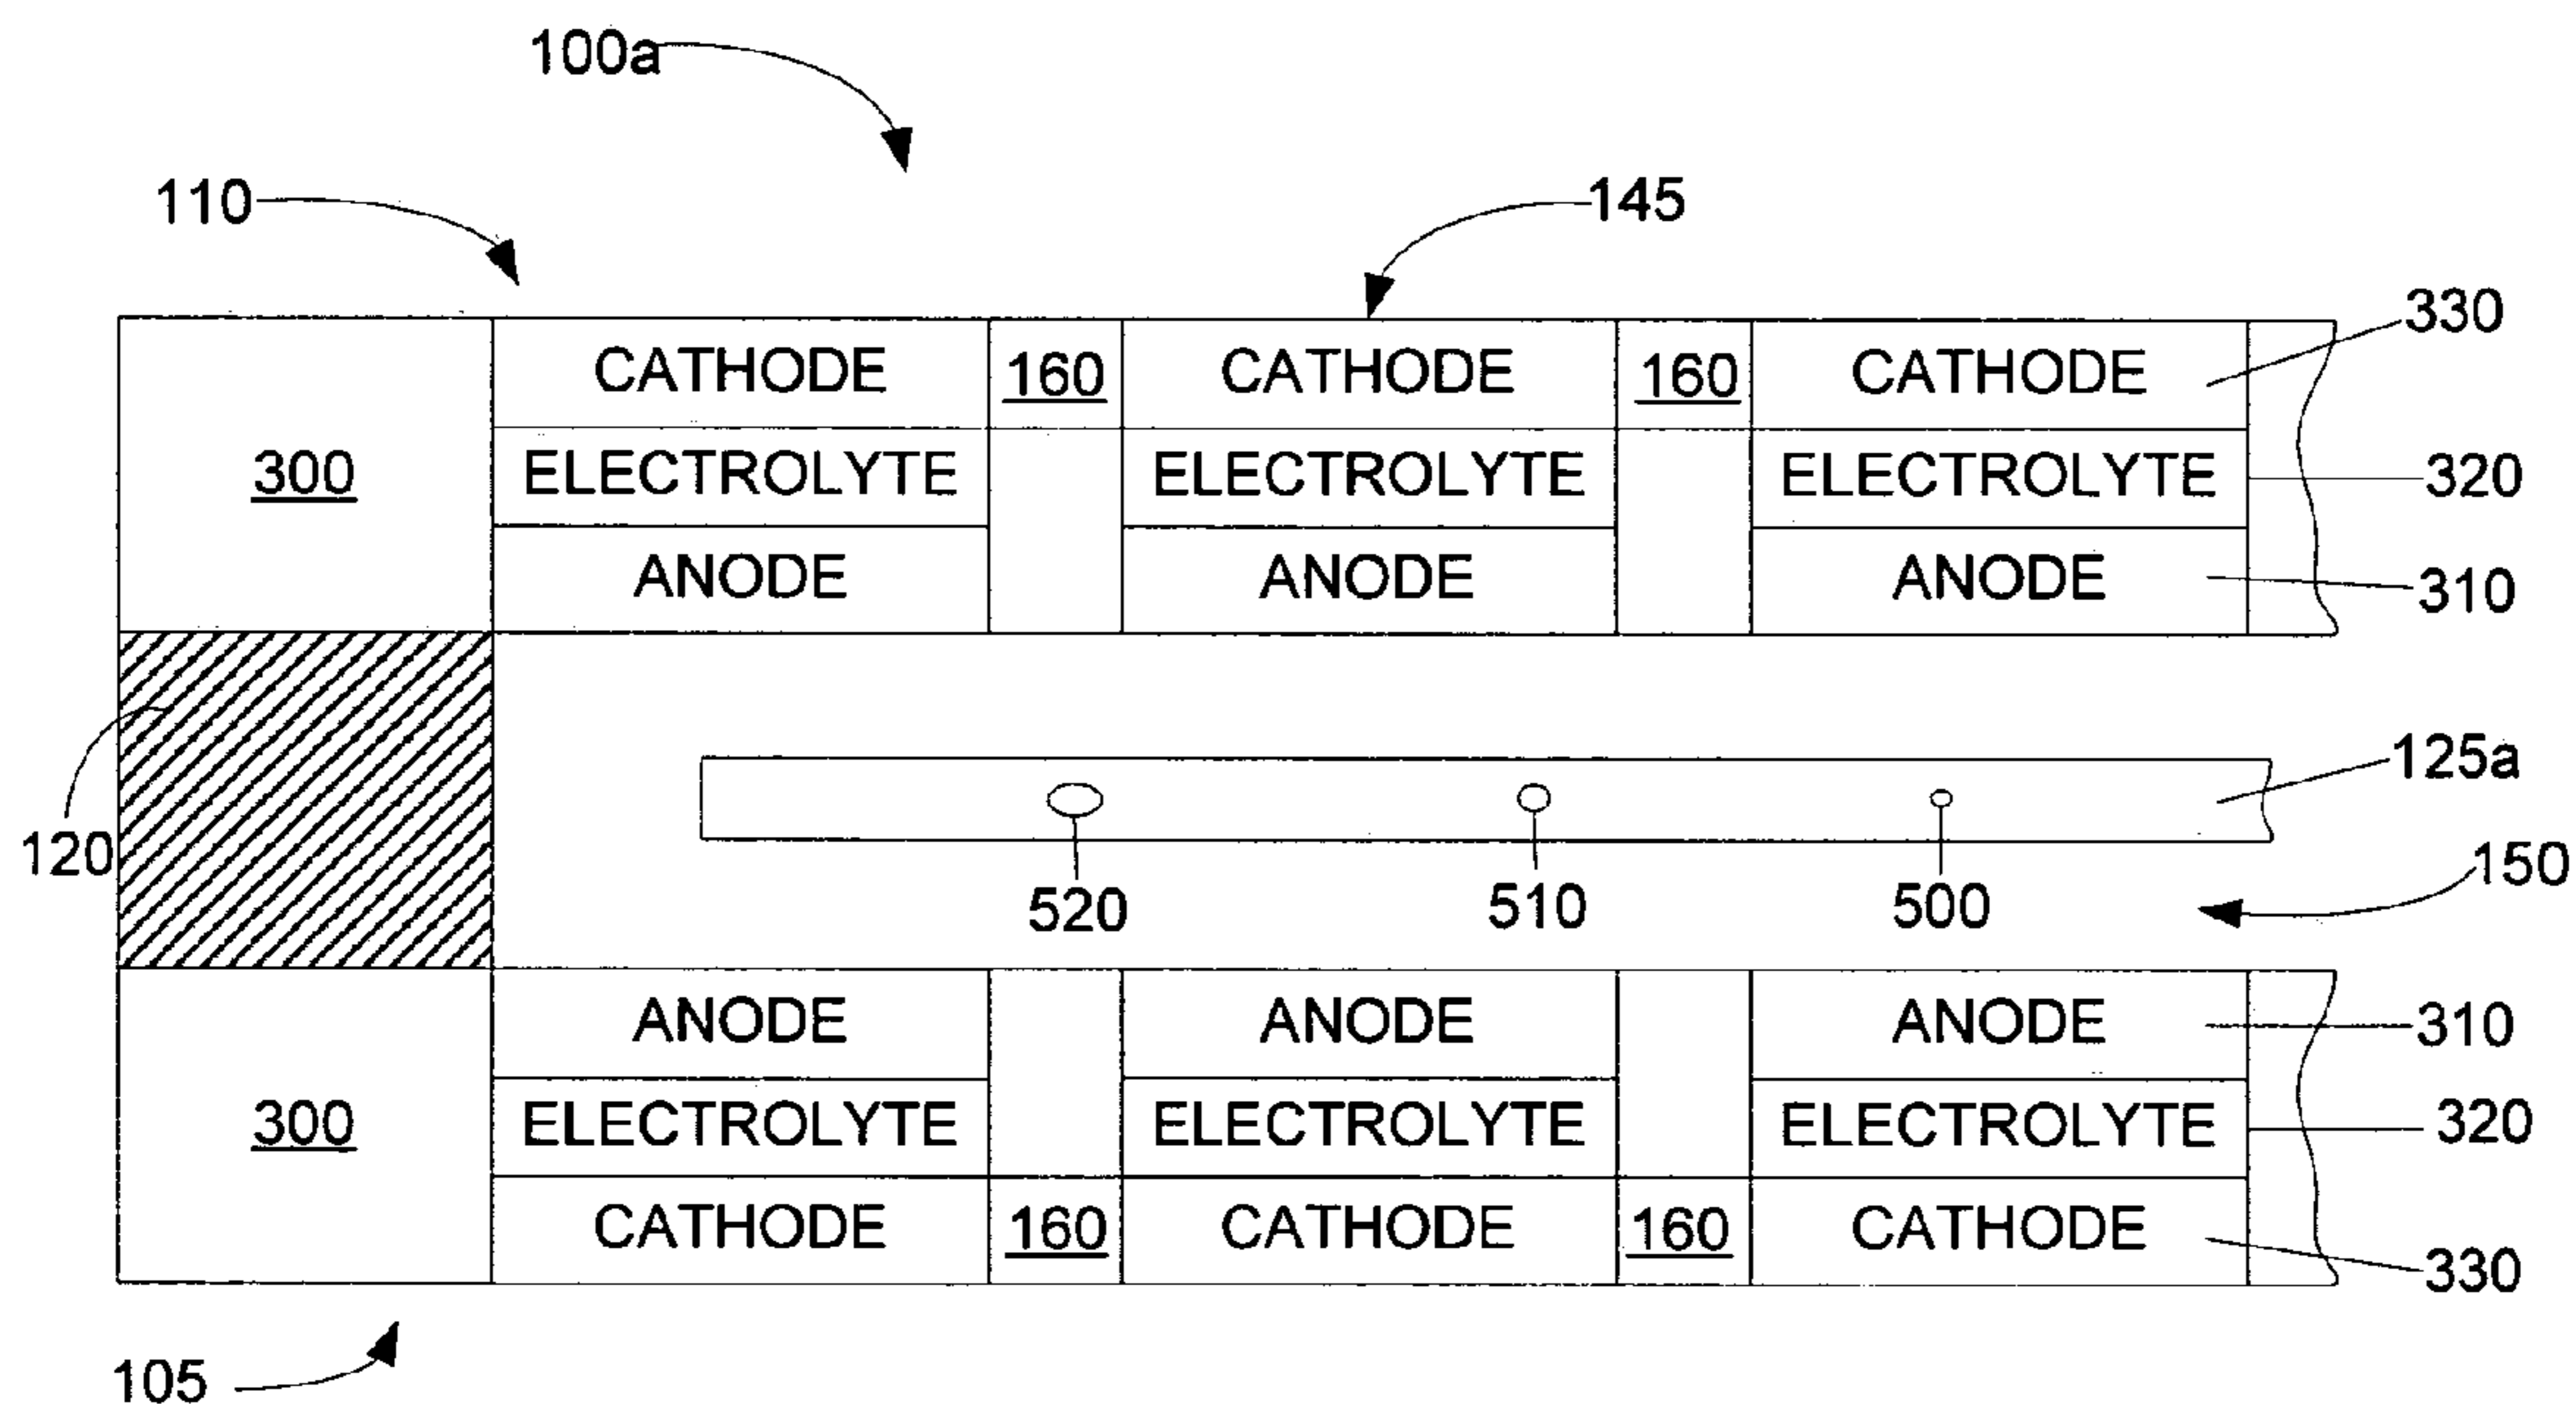 100a
110 145
330
CATHODE 160 CATHODE 160 CATHODE
300 ELECTROLYTE ELECTROLYTE ELECTROLYTE 320
ANODE ANODE ANODE 310
125a
120 150
520 510 500
ANODE ANODE ANODE 310
300 ELECTROLYTE ELECTROLYTE ELECTROLYTE 320
CATHODE 160 CATHODE 160 CATHODE
330
105